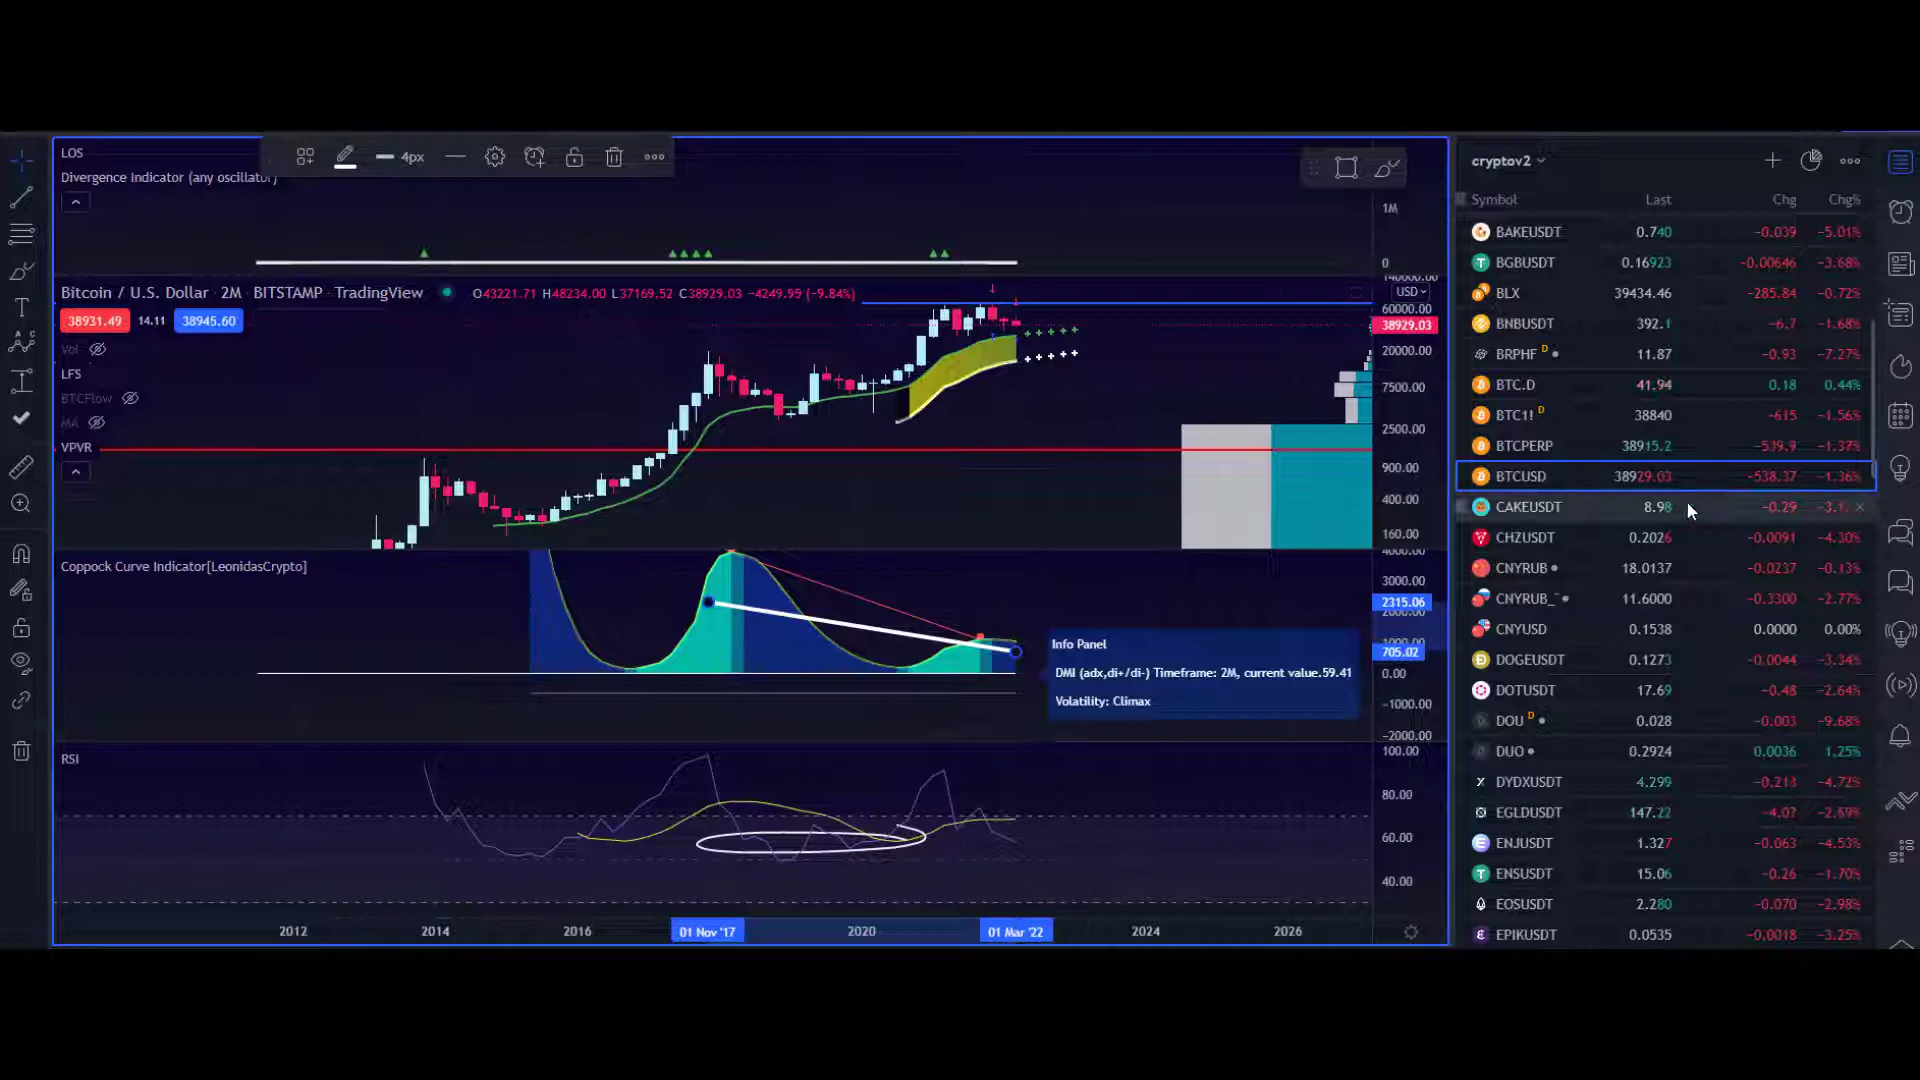 LOS
4px
Divergence Indicator (any oscillator)
1M
0
Bitcoin / U.S. Dollar · 2M · BITSTAMP · TradingView
O43221.71 H48234.00 L37169.52 C38929.03 −4249.99 (−9.84%)
140000.00
USD
60000.00
38931.49 14.11 38945.60
38929.03
Vol
20000.00
LFS
7500.00
BTCFlow
MA
2500.00
VPVR
900.00
400.00
160.00
Coppock Curve Indicator[LeonidasCrypto]
4000.00
3000.00
2315.06
2000.00
Info Panel
1000.00
705.02
DMI (adx,di+/di-) Timeframe: 2M, current value.59.41
0.00
Volatility: Climax
−1000.00
−2000.00
RSI
100.00
80.00
60.00
40.00
2012 2014 2016 01 Nov '17 2020 01 Mar '22 2024 2026
cryptov2
Symbol Last Chg Chg%
BAKEUSDT 0.740 −0.039 −5.01%
BGBUSDT 0.16923 −0.00646 −3.68%
BLX 39434.46 −285.84 −0.72%
BNBUSDT 392.1 −6.7 −1.68%
BRPHF D 11.87 −0.93 −7.27%
BTC.D 41.94 0.18 0.44%
BTC1! D 38840 −615 −1.56%
BTCPERP 38915.2 −539.9 −1.37%
BTCUSD 38929.03 −538.37 −1.36%
CAKEUSDT 8.98 −0.29 −3.1
CHZUSDT 0.2026 −0.0091 −4.30%
CNYRUB 18.0137 −0.0237 −0.13%
CNYRUB_ 11.6000 −0.3300 −2.77%
CNYUSD 0.1538 0.0000 0.00%
DOGEUSDT 0.1273 −0.0044 −3.34%
DOTUSDT 17.69 −0.48 −2.64%
DOU D 0.028 −0.003 −9.68%
DUO 0.2924 0.0036 1.25%
DYDXUSDT 4.299 −0.213 −4.72%
EGLDUSDT 147.22 −4.07 −2.69%
ENJUSDT 1.327 −0.063 −4.53%
ENSUSDT 15.06 −0.26 −1.70%
EOSUSDT 2.280 −0.070 −2.98%
EPIKUSDT 0.0535 −0.0018 −3.25%